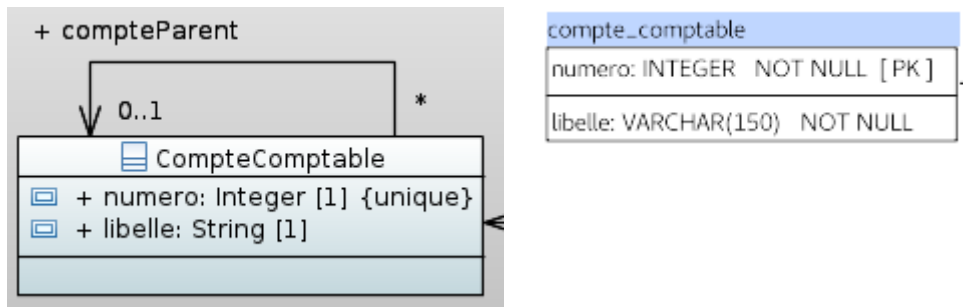 + compteParent
0..1
*
CompteComptable
+ numero: Integer [1] {unique}
+ libelle: String [1]
compte_comptable
numero: INTEGER NOT NULL [ PK ]
libelle: VARCHAR(150) NOT NULL